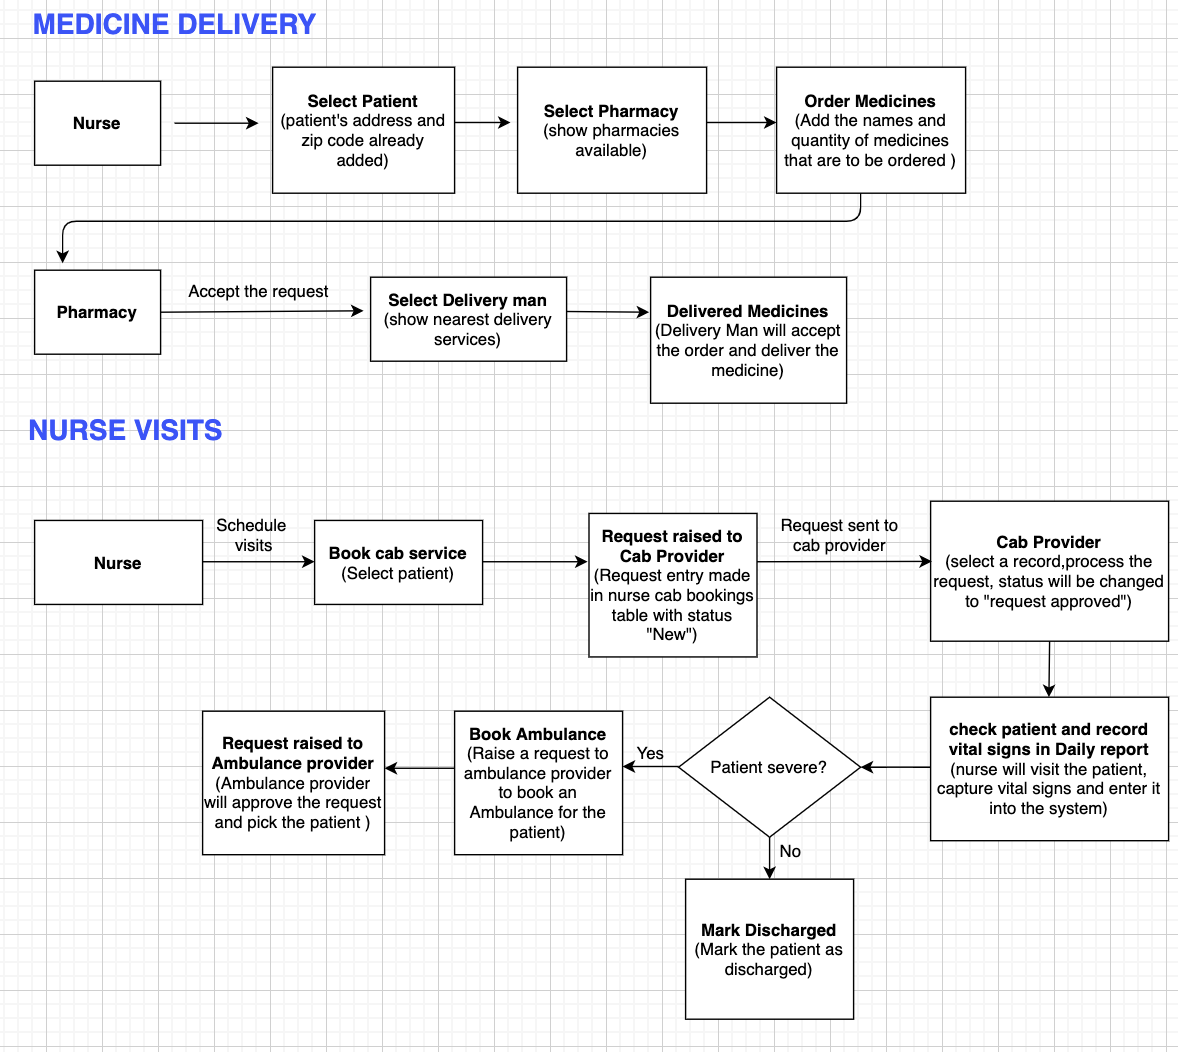 MEDICINE DELIVERY
Nurse
Select Patient
(patient's address and
zip code already
added)
Select Pharmacy
(show pharmacies
available)
Order Medicines
(Add the names and
quantity of medicines
that are to be ordered )
Pharmacy
Accept the request
Select Delivery man
(show nearest delivery
services)
Delivered Medicines
(Delivery Man will accept
the order and deliver the
medicine)
NURSE VISITS
Nurse
Schedule
visits
Book cab service
(Select patient)
Request raised to
Cab Provider
(Request entry made
in nurse cab bookings
table with status
"New")
Request sent to
cab provider
Cab Provider
(select a record,process the
request, status will be changed
to "request approved")
check patient and record
vital signs in Daily report
(nurse will visit the patient,
capture vital signs and enter it
into the system)
Patient severe?
Yes
Book Ambulance
(Raise a request to
ambulance provider
to book an
Ambulance for the
patient)
Request raised to
Ambulance provider
(Ambulance provider
will approve the request
and pick the patient )
No
Mark Discharged
(Mark the patient as
discharged)